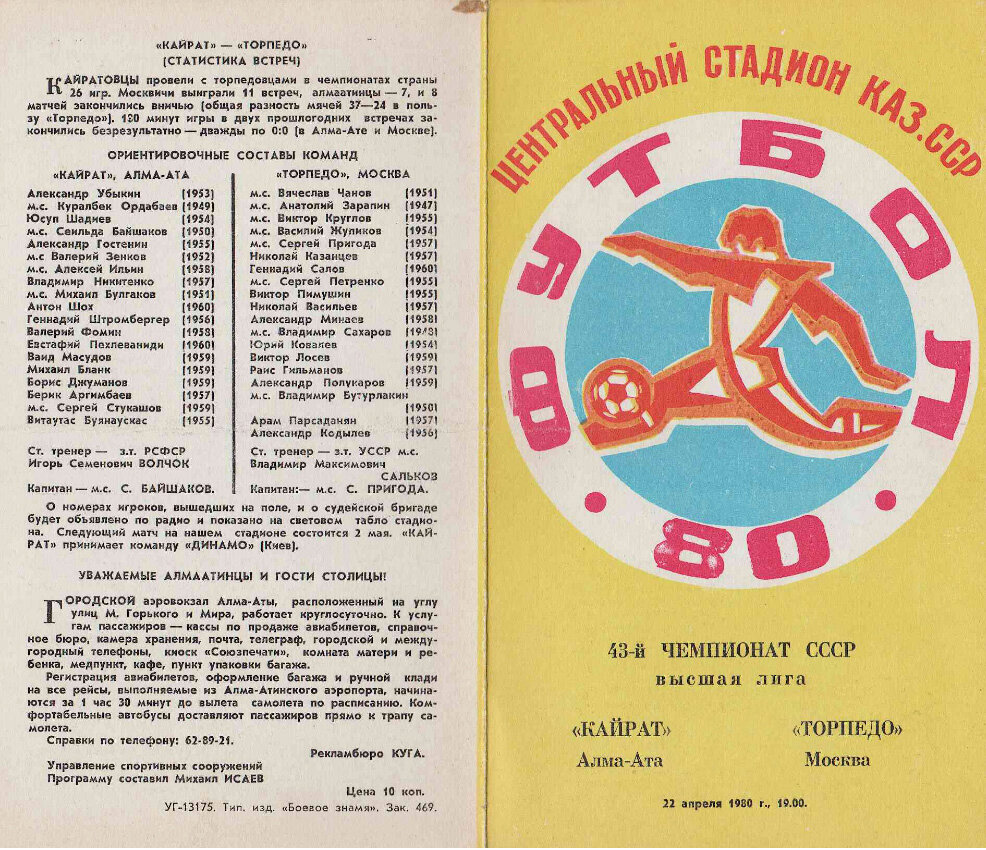 «КАЙРАТ» — «ТОРПЕДО»
(СТАТИСТИКА ВСТРЕЧ)
КАЙРАТОВЦЫ провели с торпедовцами в чемпионатах страны
26 игр. Москвичи выиграли 11 встреч, алмаатинцы — 7, и 8
матчей закончились вничью (общая разность мячей 37—24 в поль-
зу «Торпедо»). 180 минут игры в двух прошлогодних встречах за-
кончились безрезультатно — дважды по 0:0 (в Алма-Ате и Москве).
ОРИЕНТИРОВОЧНЫЕ СОСТАВЫ КОМАНД
«КАЙРАТ», АЛМА-АТА
Александр Убыкин (1953)
м.с. Куралбек Ордабаев (1949)
Юсуп Шадиев (1954)
м.с. Сеильда Байшаков (1950)
Александр Гостенин (1955)
м.с Валерий Зенков (1952)
м.с. Алексей Ильин (1958)
Владимир Никитенко (1957)
м.с. Михаил Булгаков (1951)
Антон Шох (1960)
Геннадий Штромбергер (1956)
Валерий Фомин (1958)
Евстафий Пехлеваниди (1960)
Ваид Масудов (1959)
Михаил Бланк (1959)
Борис Джуманов (1959)
Берик Аргимбаев (1957)
м.с. Сергей Стукашов (1959)
Витаутас Буянаускас (1955)
Ст. тренер — з.т. РСФСР
Игорь Семенович ВОЛЧОК
Капитан — м.с. С. БАЙШАКОВ.
«ТОРПЕДО», МОСКВА
м.с. Вячеслав Чанов (1951)
м.с. Анатолий Зарапин (1947)
м.с. Виктор Круглов (1955)
м.с. Василий Жупиков (1954)
м.с. Сергей Пригода (1957)
Николай Казанцев (1957)
Геннадий Салов (1960)
м.с. Сергей Петренко (1955)
Виктор Пимушин (1955)
Николай Васильев (1957)
Александр Минаев (1958)
м.с. Владимир Сахаров (1948)
Юрий Ковалев (1954)
Виктор Лосев (1959)
Раис Гильманов (1957)
Александр Полукаров (1959)
м.с. Владимир Бутурлакин
(1950)
Арам Парсаданян (1957)
Александр Кодылев (1956)
Ст. тренер — з.т. УССР м.с.
Владимир Максимович
САЛЬКОВ
Капитан:— м.с. С. ПРИГОДА.
О номерах игроков, вышедших на поле, и о судейской бригаде
будет объявлено по радио и показано на световом табло стадио-
на. Следующий матч на нашем стадионе состоится 2 мая. «КАЙ-
РАТ» принимает команду «ДИНАМО» (Киев).
УВАЖАЕМЫЕ АЛМААТИНЦЫ И ГОСТИ СТОЛИЦЫ!
ГОРОДСКОЙ аэровокзал Алма-Аты, расположенный на углу
улиц М. Горького и Мира, работает круглосуточно. К услу-
гам пассажиров — кассы по продаже авиабилетов, справоч-
ное бюро, камера хранения, почта, телеграф, городской и между-
городный телефоны, киоск «Союзпечати», комната матери и ре-
бенка, медпункт, кафе, пункт упаковки багажа.
Регистрация авиабилетов, оформление багажа и ручной клади
на все рейсы, выполняемые из Алма-Атинского аэропорта, начина-
ются за 1 час 30 минут до вылета самолета по расписанию. Ком-
фортабельные автобусы доставляют пассажиров прямо к трапу са-
молета.
Справки по телефону: 62-89-21.
Рекламбюро КУГА.
Управление спортивных сооружений
Программу составил Михаил ИСАЕВ
Цена 10 коп.
УГ-13175. Тип. изд. «Боевое знамя». Зак. 469.
ЦЕНТРАЛЬНЫЙ СТАДИОН КАЗ.ССР
ФУТБОЛ
• 80 •
43-й ЧЕМПИОНАТ СССР
высшая лига
«КАЙРАТ» «ТОРПЕДО»
Алма-Ата Москва
22 апреля 1980 г., 19.00.